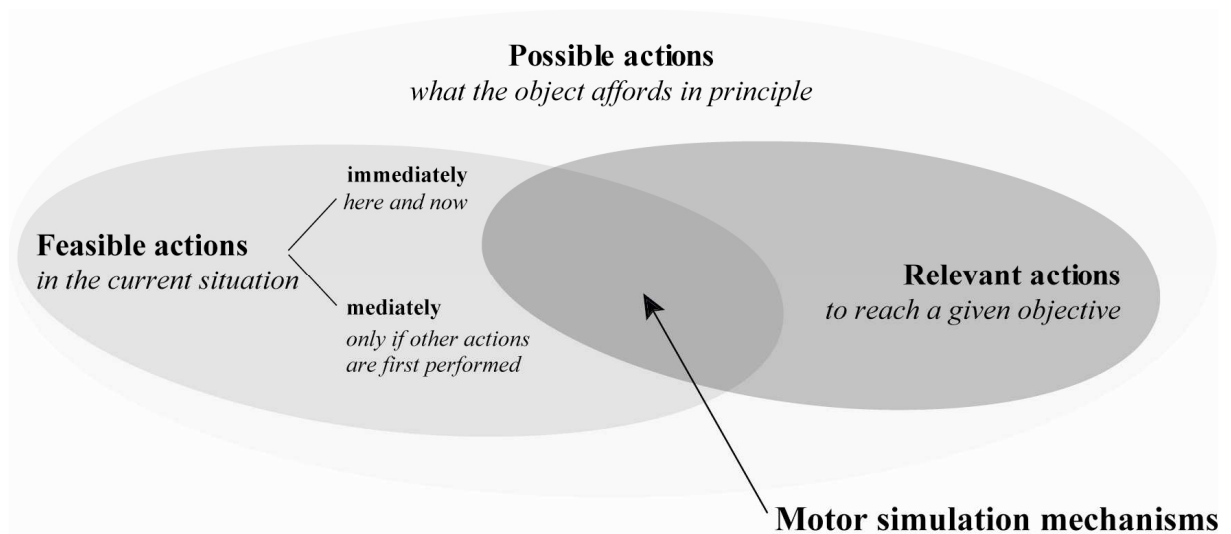 Possible actions
what the object affords in principle
immediately
here and now
Feasible actions
in the current situation
mediately
only if other actions
are first performed
Relevant actions
to reach a given objective
Motor simulation mechanisms